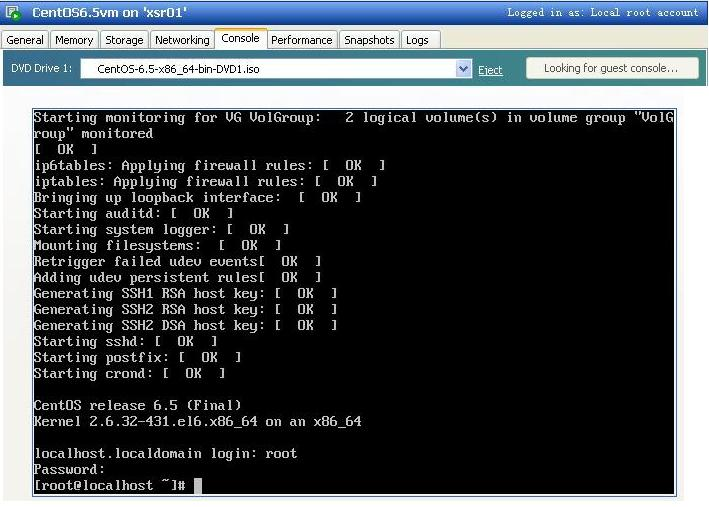 CentOS6.5vm on 'xsr01'
Logged in as: Local root account
General Memory Storage Networking Console Performance Snapshots Logs
DVD Drive 1: CentOS-6.5-x86_64-bin-DVD1.iso Eject Looking for guest console...
Starting monitoring for VG VolGroup:   2 logical volume(s) in volume group "VolG
roup" monitored
[  OK  ]
ip6tables: Applying firewall rules: [  OK  ]
iptables: Applying firewall rules: [  OK  ]
Bringing up loopback interface:  [  OK  ]
Starting auditd: [  OK  ]
Starting system logger: [  OK  ]
Mounting filesystems:  [  OK  ]
Retrigger failed udev events[  OK  ]
Adding udev persistent rules[  OK  ]
Generating SSH1 RSA host key: [  OK  ]
Generating SSH2 RSA host key: [  OK  ]
Generating SSH2 DSA host key: [  OK  ]
Starting sshd: [  OK  ]
Starting postfix: [  OK  ]
Starting crond: [  OK  ]
CentOS release 6.5 (Final)
Kernel 2.6.32-431.el6.x86_64 on an x86_64
localhost.localdomain login: root
Password:
[root@localhost ~]#